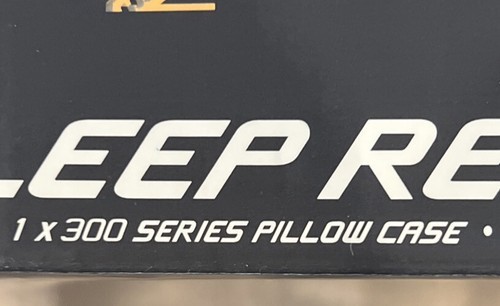 LEEP RE
1 x 300 SERIES PILLOW CASE •